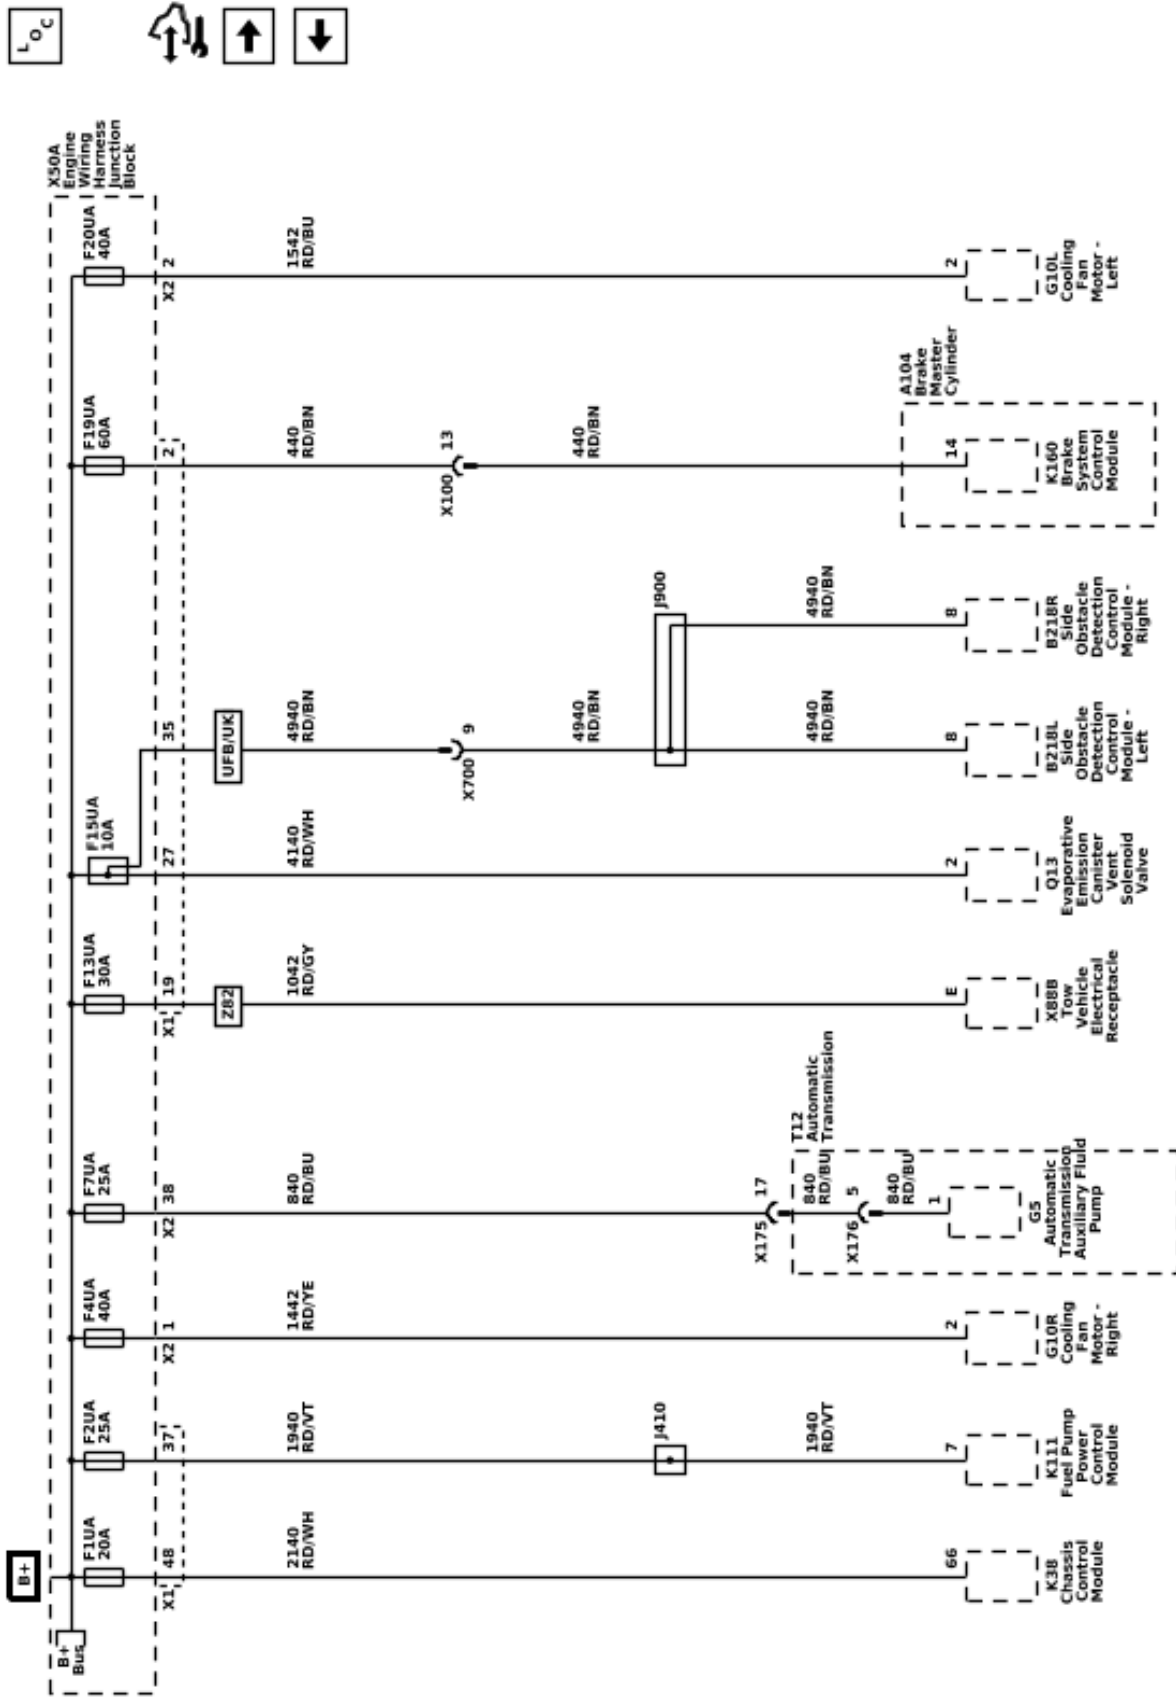 LOC
B+
B+
Bus
X50A
Engine
Wiring
Harness
Junction
Block
F1UA
20A
F2UA
25A
F4UA
40A
F7UA
25A
F13UA
30A
F15UA
10A
F19UA
60A
F20UA
40A
X1
48
37
X2
1
X2
38
X1
19
27
35
2
X2
2
Z82
UFB/UK
2140
RD/WH
1940
RD/VT
1442
RD/YE
840
RD/BU
1042
RD/GY
4140
RD/WH
4940
RD/BN
440
RD/BN
1542
RD/BU
X700
9
X100
13
4940
RD/BN
440
RD/BN
J410
J900
1940
RD/VT
X175
17
T12
Automatic
Transmission
840
RD/BU
X176
5
840
RD/BU
1
4940
RD/BN
4940
RD/BN
A104
Brake
Master
Cylinder
66
7
2
E
2
8
8
14
2
K38
Chassis
Control
Module
K111
Fuel Pump
Power
Control
Module
G10R
Cooling
Fan
Motor -
Right
G5
Automatic
Transmission
Auxiliary Fluid
Pump
X88B
Tow
Vehicle
Electrical
Receptacle
Q13
Evaporative
Emission
Canister
Vent
Solenoid
Valve
B218L
Side
Obstacle
Detection
Control
Module -
Left
B218R
Side
Obstacle
Detection
Control
Module -
Right
K160
Brake
System
Control
Module
G10L
Cooling
Fan
Motor -
Left